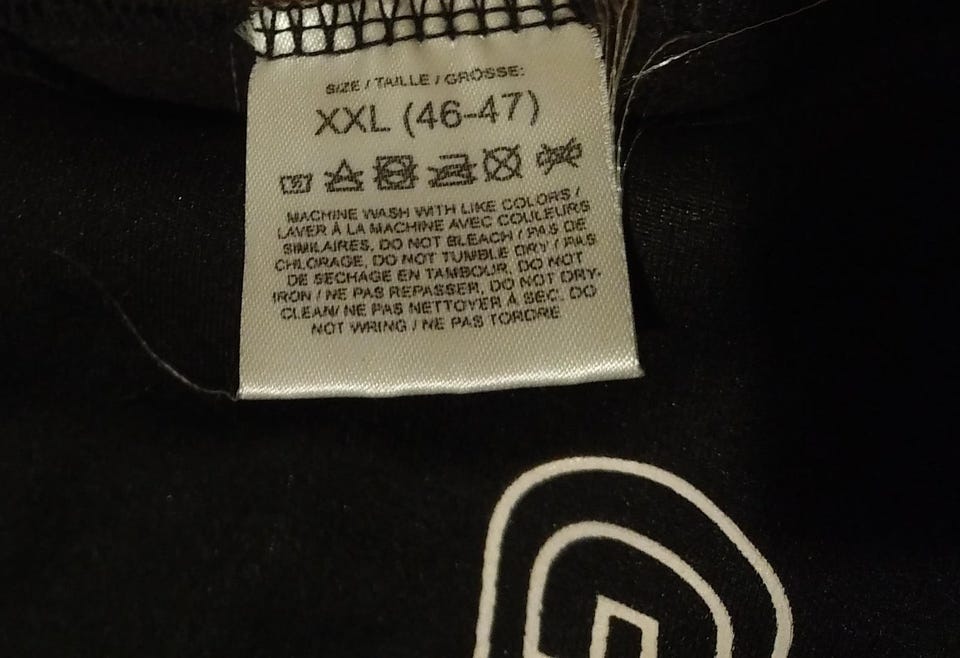 SIZE / TAILLE / GRÖSSE:
XXL (46-47)
MACHINE WASH WITH LIKE COLORS /
LAVER À LA MACHINE AVEC COULEURS
SIMILAIRES, DO NOT BLEACH / PAS DE
CHLORAGE, DO NOT TUMBLE DRY / PAS
DE SECHAGE EN TAMBOUR, DO NOT
IRON / NE PAS REPASSER, DO NOT DRY-
CLEAN/ NE PAS NETTOYER À SEC. DO
NOT WRING / NE PAS TORDRE